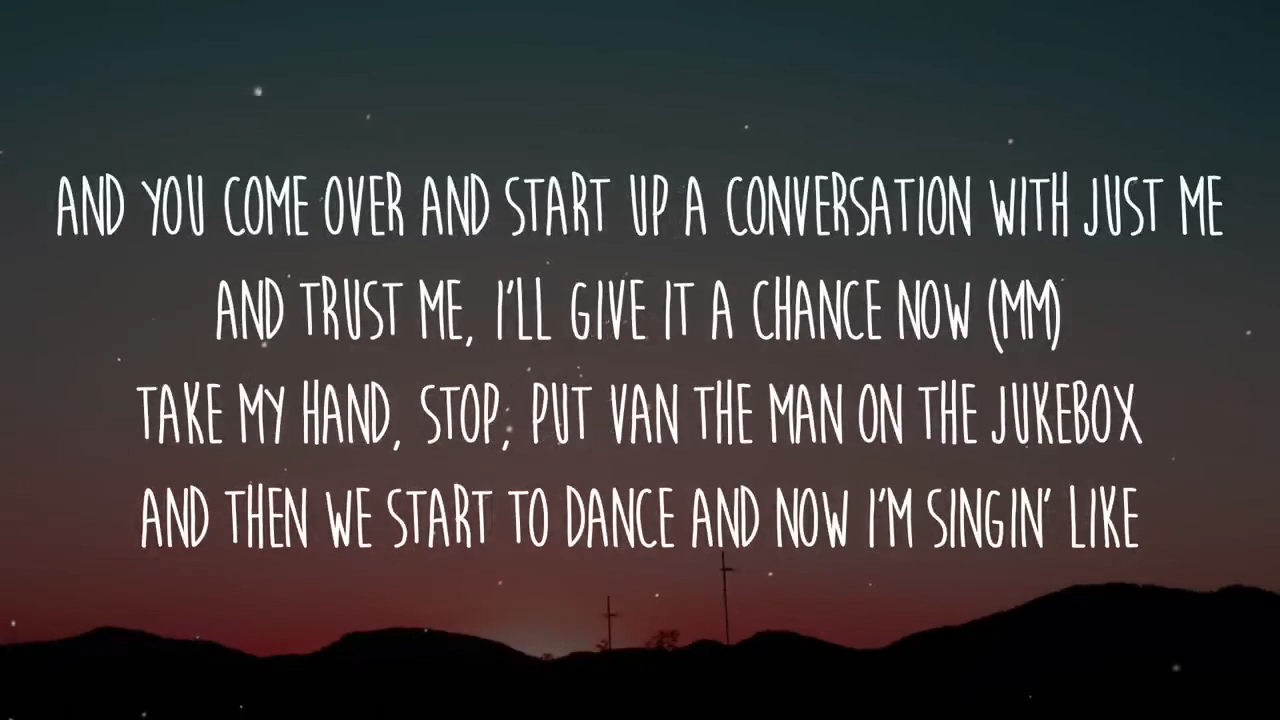 AND YOU COME OVER AND START UP A CONVERSATION WITH JUST ME
AND TRUST ME, I'LL GIVE IT A CHANCE NOW (MM)
TAKE MY HAND, STOP, PUT VAN THE MAN ON THE JUKEBOX
AND THEN WE START TO DANCE AND NOW I'M SINGIN' LIKE